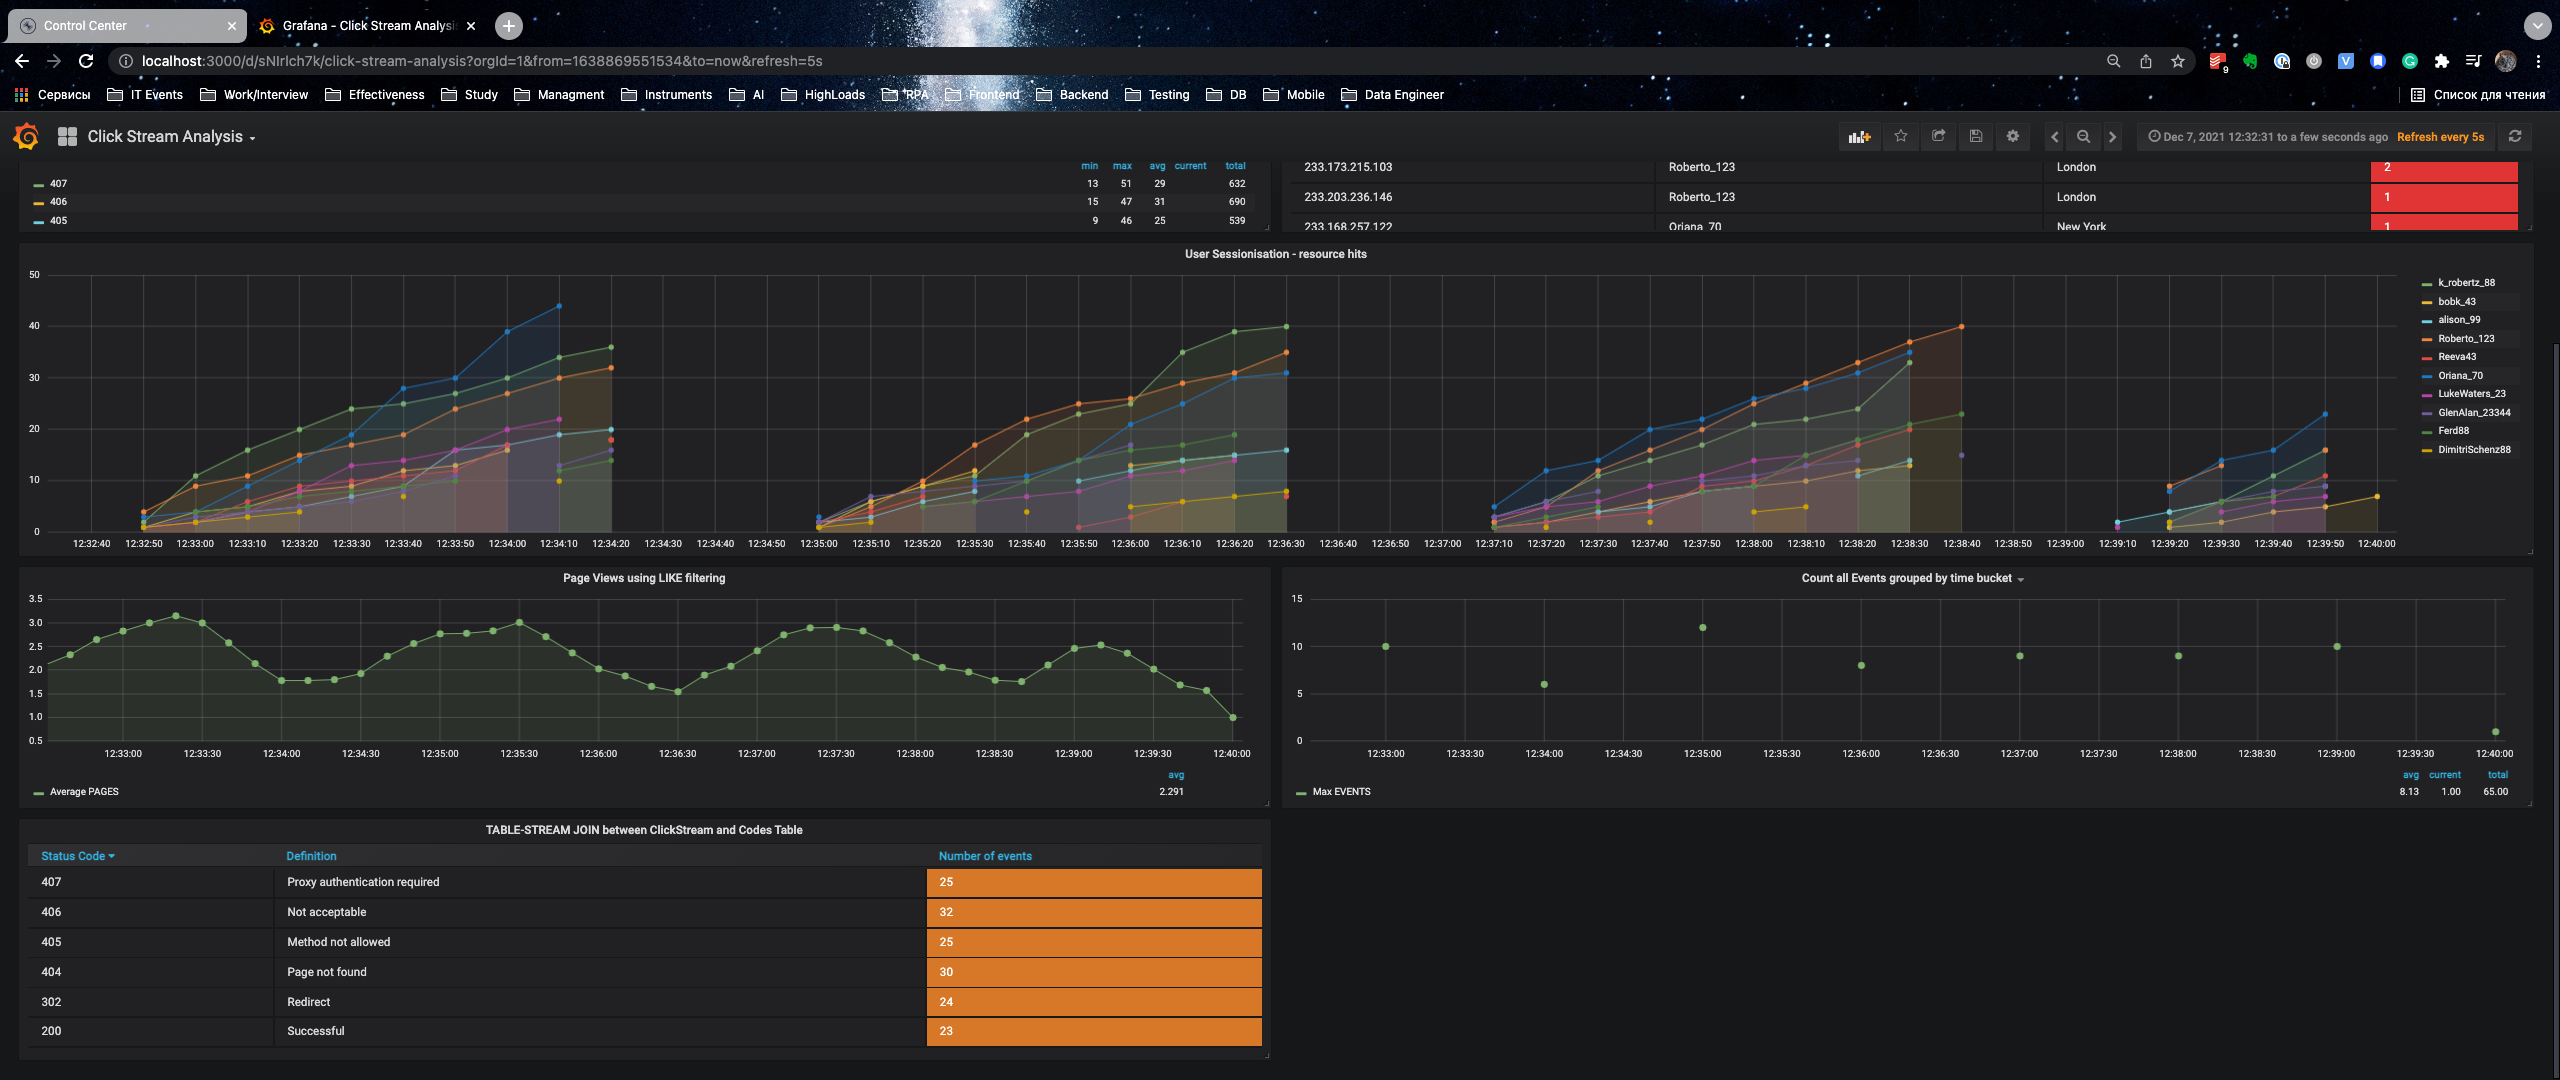 Control Center
Grafana - Click Stream Analysis
localhost:3000/d/sNIrlch7k/click-stream-analysis?orgId=1&from=1638869551534&to=now&refresh=5s
9
Сервисы IT Events Work/Interview Effectiveness Study Managment Instruments AI HighLoads RPA Frontend Backend Testing DB Mobile Data Engineer Список для чтения
Click Stream Analysis
Dec 7, 2021 12:32:31 to a few seconds ago Refresh every 5s
min max avg current total
407 13 51 29 632
406 15 47 31 690
405 9 46 25 539
233.173.215.103 Roberto_123 London 2
233.203.236.146 Roberto_123 London 1
233.168.257.122 Oriana_70 New York 1
User Sessionisation - resource hits
50
40
30
20
10
0
12:32:40 12:32:50 12:33:00 12:33:10 12:33:20 12:33:30 12:33:40 12:33:50 12:34:00 12:34:10 12:34:20 12:34:30 12:34:40 12:34:50 12:35:00 12:35:10 12:35:20 12:35:30 12:35:40 12:35:50 12:36:00 12:36:10 12:36:20 12:36:30 12:36:40 12:36:50 12:37:00 12:37:10 12:37:20 12:37:30 12:37:40 12:37:50 12:38:00 12:38:10 12:38:20 12:38:30 12:38:40 12:38:50 12:39:00 12:39:10 12:39:20 12:39:30 12:39:40 12:39:50 12:40:00
k_robertz_88
bobk_43
alison_99
Roberto_123
Reeva43
Oriana_70
LukeWaters_23
GlenAlan_23344
Ferd88
DimitriSchenz88
Page Views using LIKE filtering
3.5
3.0
2.5
2.0
1.5
1.0
0.5
12:33:00 12:33:30 12:34:00 12:34:30 12:35:00 12:35:30 12:36:00 12:36:30 12:37:00 12:37:30 12:38:00 12:38:30 12:39:00 12:39:30 12:40:00
avg
Average PAGES 2.291
Count all Events grouped by time bucket
15
10
5
0
12:33:00 12:33:30 12:34:00 12:34:30 12:35:00 12:35:30 12:36:00 12:36:30 12:37:00 12:37:30 12:38:00 12:38:30 12:39:00 12:39:30 12:40:00
avg current total
Max EVENTS 8.13 1.00 65.00
TABLE-STREAM JOIN between ClickStream and Codes Table
Status Code Definition Number of events
407 Proxy authentication required 25
406 Not acceptable 32
405 Method not allowed 25
404 Page not found 30
302 Redirect 24
200 Successful 23